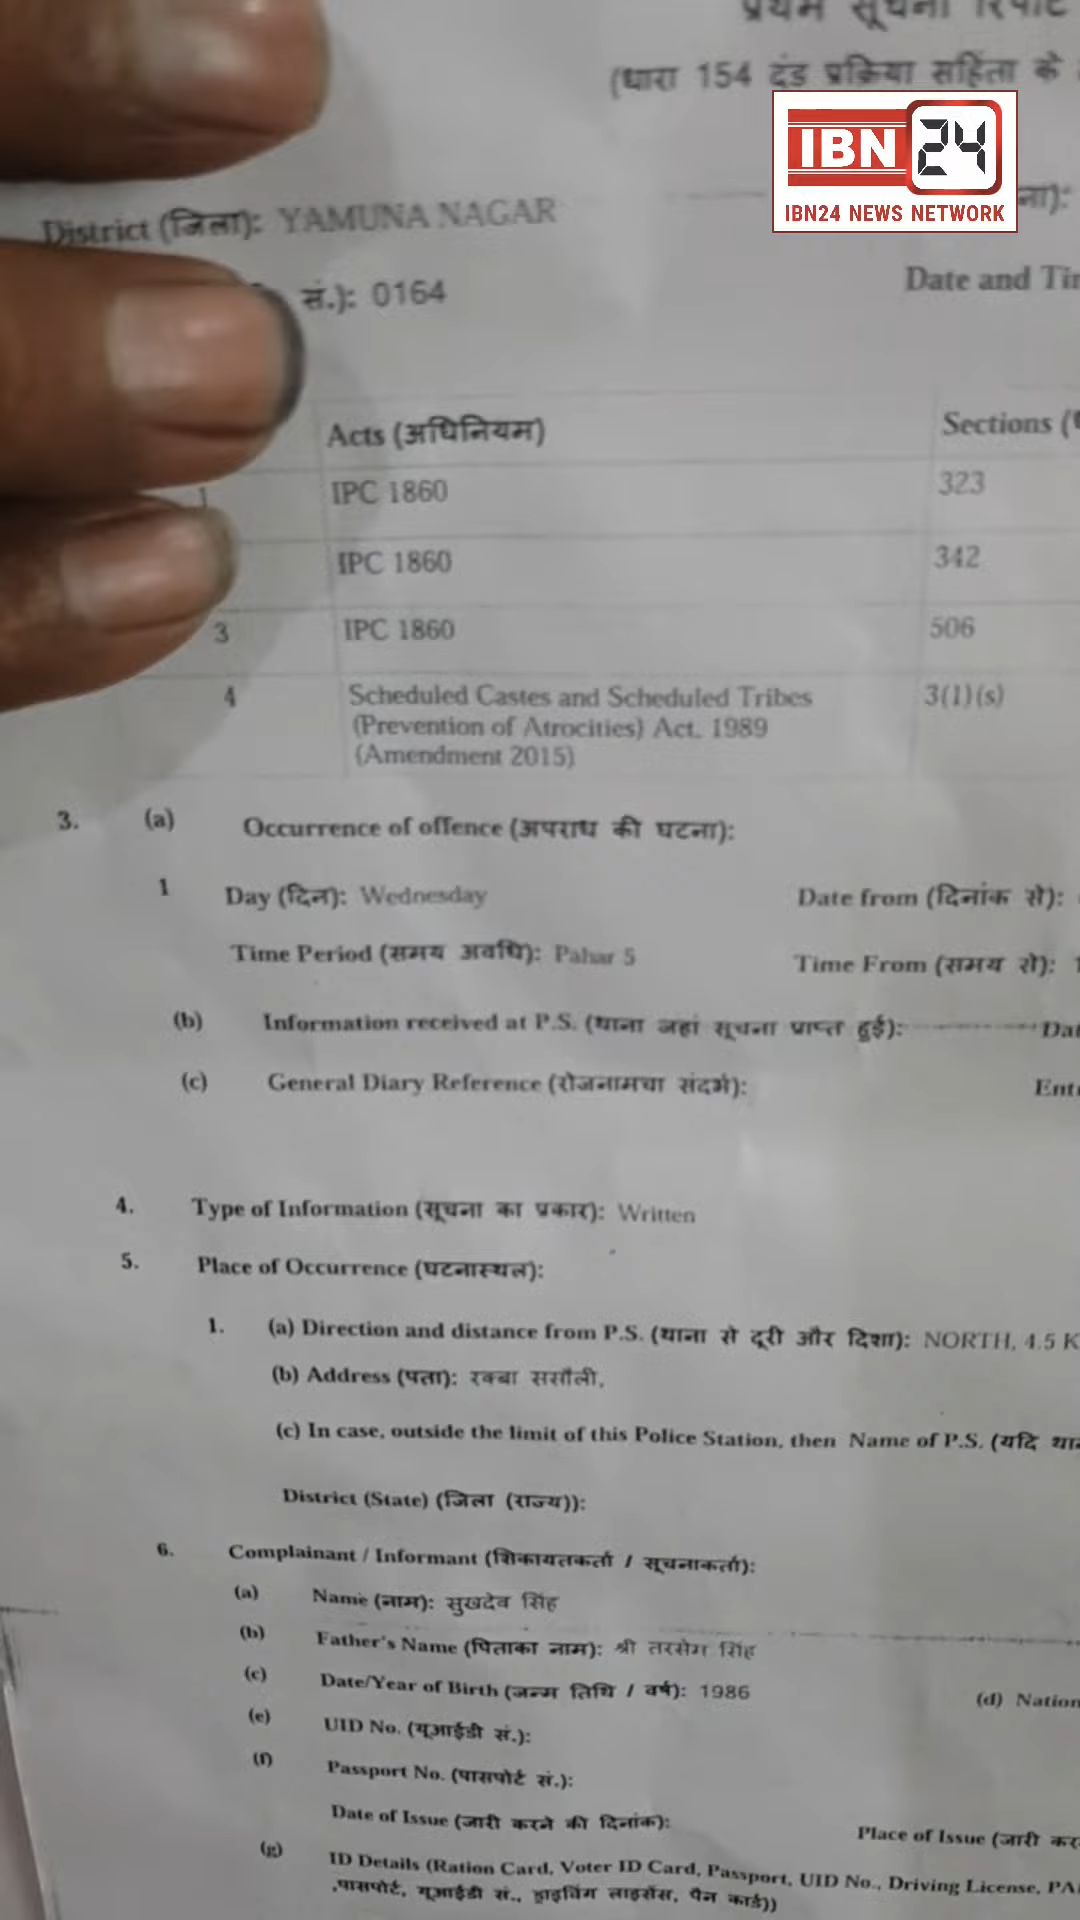 प्रथम सूचना रिपोर्ट
(धारा 154 दंड प्रक्रिया संहिता के
IBN 24
IBN24 NEWS NETWORK
District (जिला): YAMUNA NAGAR
सं.): 0164
Date and
Acts (अधिनियम)
Sections
1 IPC 1860 323
IPC 1860 342
3 IPC 1860 506
4 Scheduled Castes and Scheduled Tribes 3(1)(s)
(Prevention of Atrocities) Act, 1989
(Amendment 2015)
3. (a) Occurrence of offence (अपराध की घटना):
1 Day (दिन): Wednesday Date from (दिनांक से):
Time Period (समय अवधि): Pahar 5 Time From (समय से):
(b) Information received at P.S. (थाना जहां सूचना प्राप्त हुई):
(c) General Diary Reference (रोजनामचा संदर्भ):
4. Type of Information (सूचना का प्रकार): Written
5. Place of Occurrence (घटनास्थल):
1. (a) Direction and distance from P.S. (थाना से दूरी और दिशा): NORTH, 4.5 K
(b) Address (पता): रकबा ससौली,
(c) In case, outside the limit of this Police Station, then Name of P.S. (यदि
District (State) (जिला (राज्य)):
6. Complainant / Informant (शिकायतकर्ता / सूचनाकर्ता):
(a) Name (नाम): सुखदेव सिंह
(b) Father's Name (पिताका नाम): श्री तरसेम सिंह
(c) Date/Year of Birth (जन्म तिथि / वर्ष): 1986 (d)
(e) UID No. (यूआईडी सं.):
(f) Passport No. (पासपोर्ट सं.):
Date of Issue (जारी करने की दिनांक): Place of Issue (जारी
(g) ID Details (Ration Card, Voter ID Card, Passport, UID No., Driving License,
,पासपोर्ट, यूआईडी सं., ड्राइविंग लाइसेंस, पैन कार्ड))